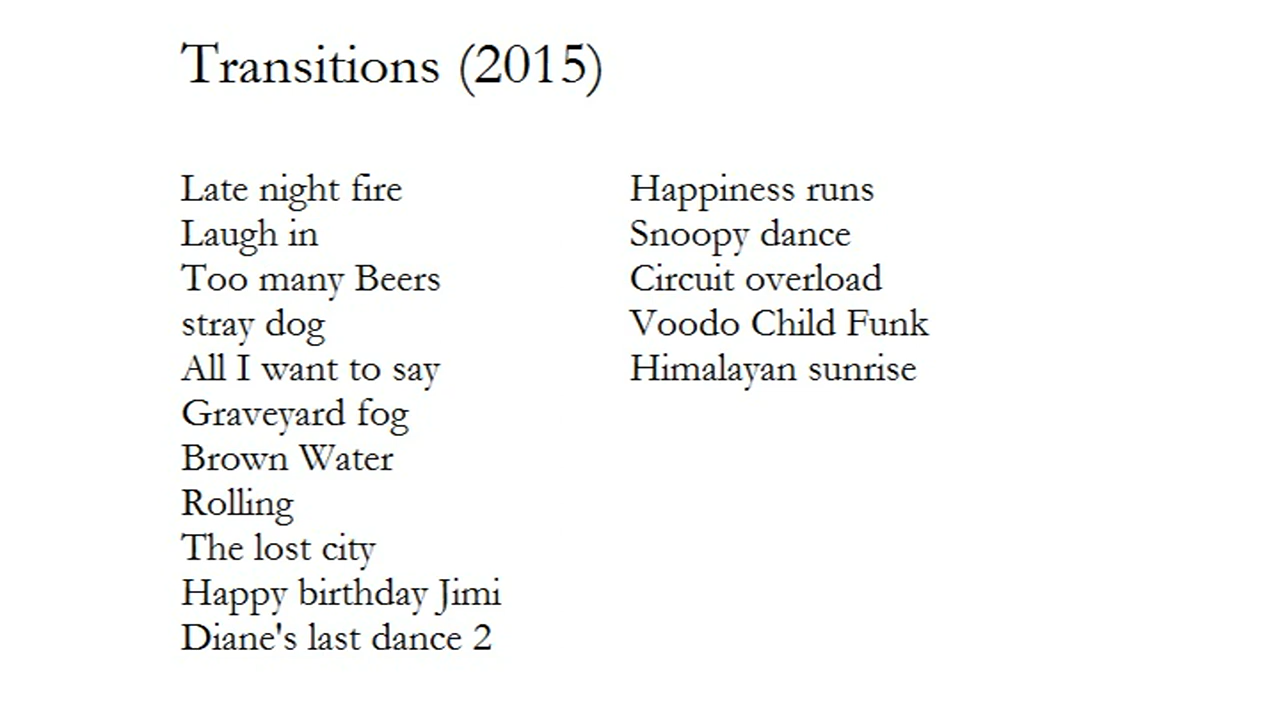 Transitions (2015)
Late night fire
Laugh in
Too many Beers
stray dog
All I want to say
Graveyard fog
Brown Water
Rolling
The lost city
Happy birthday Jimi
Diane's last dance 2
Happiness runs
Snoopy dance
Circuit overload
Voodo Child Funk
Himalayan sunrise